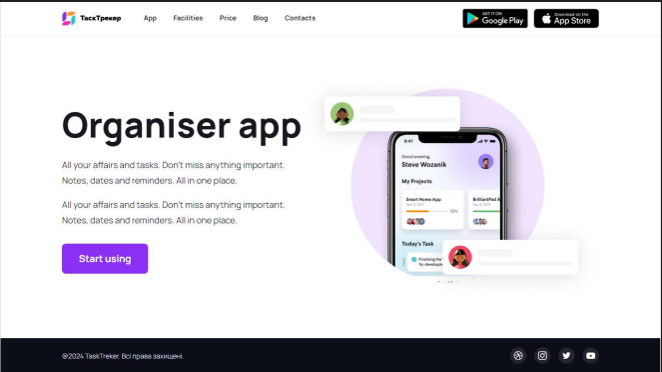 ТаскТрекер
App
Facilities
Price
Blog
Contacts
GET IT ON
Google Play
Download on the
App Store
Organiser app
All your affairs and tasks. Don't miss anything important.
Notes, dates and reminders. All in one place.
All your affairs and tasks. Don't miss anything important.
Notes, dates and reminders. All in one place.
Start using
9:41
Good evening,
Steve Wozanik
My Projects
Smart Home App
BrilliantPad A
50%
Today's Task
Finalizing the
for develop
©2024 TaskTreker. Всі права захищені.